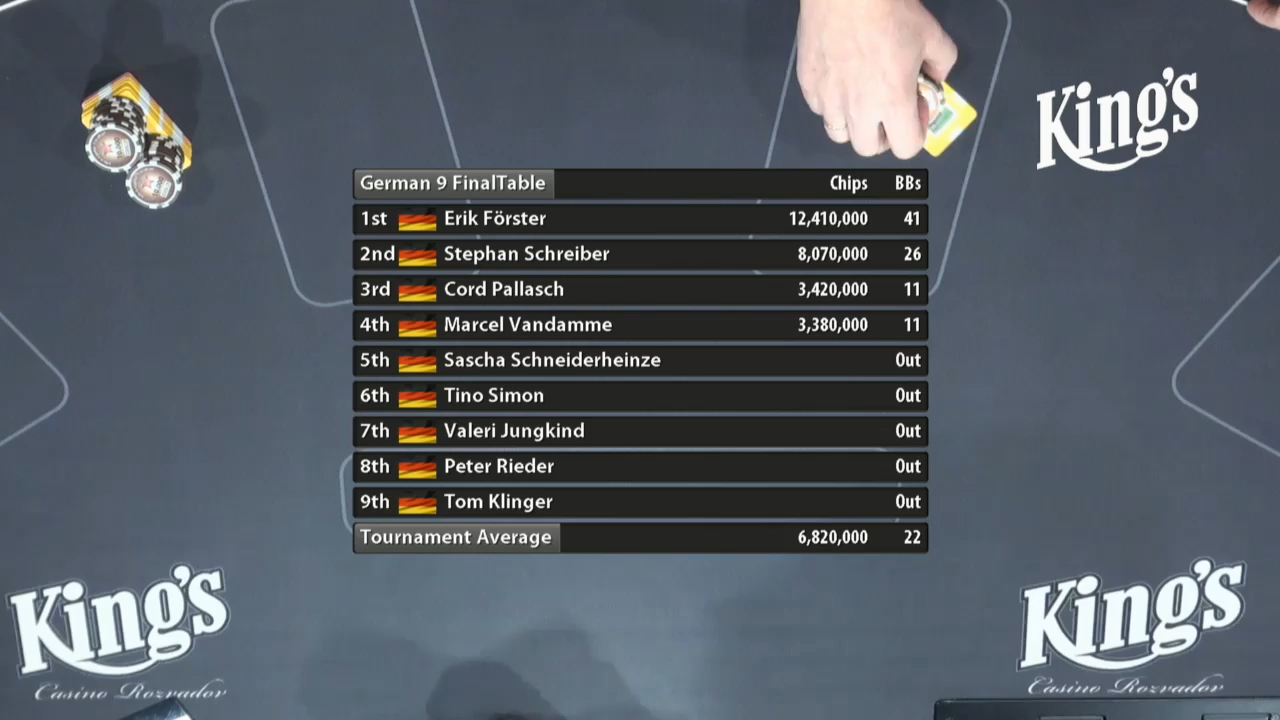 King's
German 9 FinalTable Chips BBs
1st Erik Förster 12,410,000 41
2nd Stephan Schreiber 8,070,000 26
3rd Cord Pallasch 3,420,000 11
4th Marcel Vandamme 3,380,000 11
5th Sascha Schneiderheinze Out
6th Tino Simon Out
7th Valeri Jungkind Out
8th Peter Rieder Out
9th Tom Klinger Out
Tournament Average 6,820,000 22
King's
Casino Rozvadov
King's
Casino Rozvadov